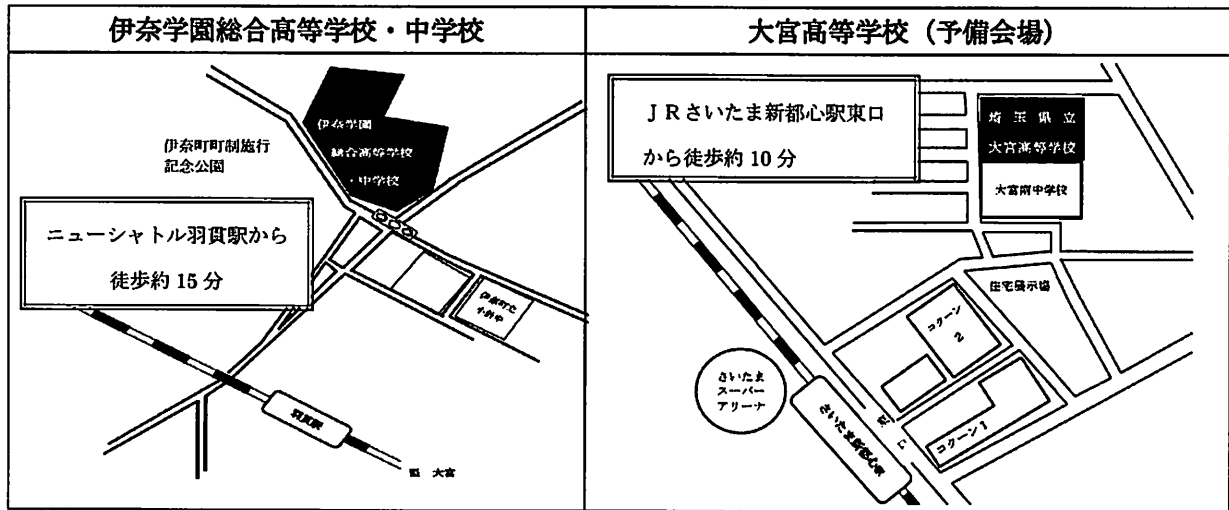 伊奈学園総合高等学校・中学校
伊奈学園
総合高等学校
・中学校
伊奈町町制施行
記念公園
ニューシャトル羽貫駅から
徒歩約 15 分
羽貫駅
大宮
大宮高等学校（予備会場）
ＪＲさいたま新都心駅東口
から徒歩約 10 分
埼玉県立
大宮高等学校
大宮南中学校
住宅展示場
コクーン
2
さいたま
スーパー
アリーナ
コクーン1
さいたま新都心駅